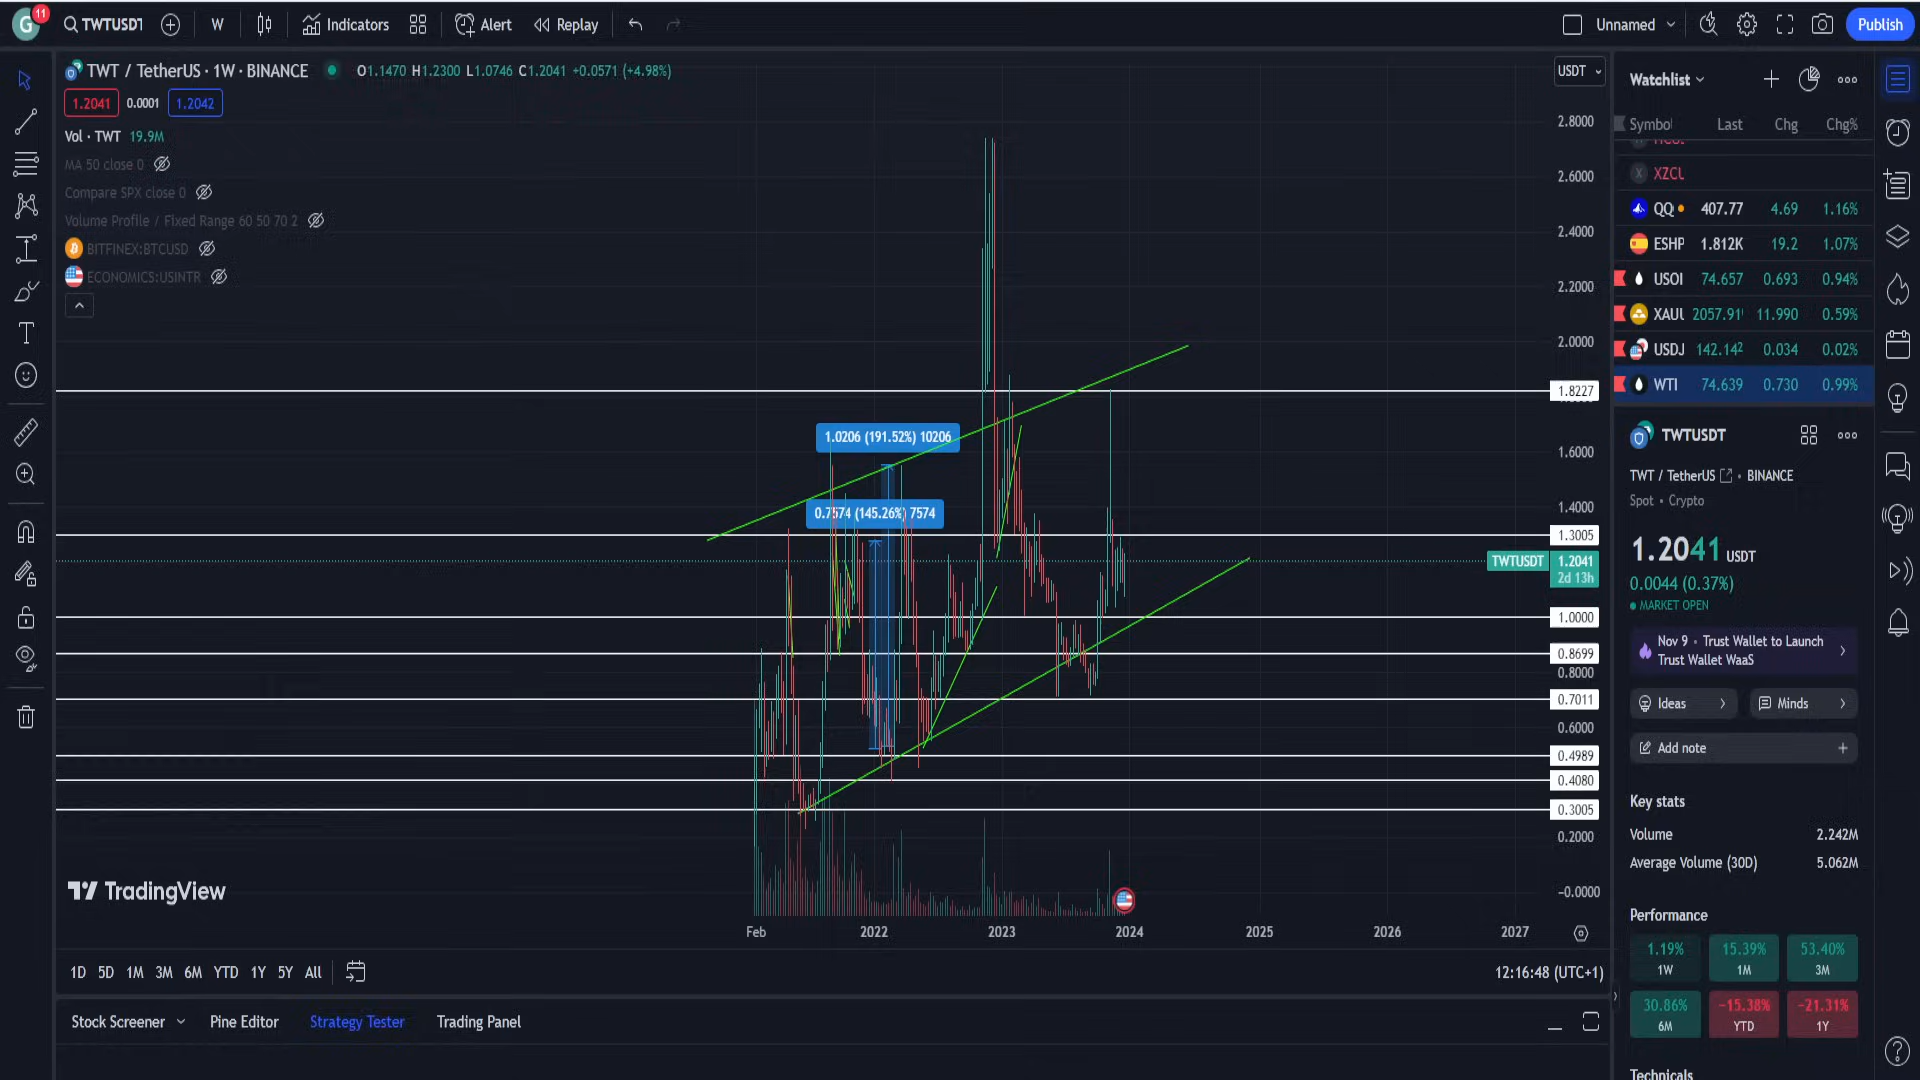 G 11 TWTUSDT W Indicators Alert Replay Unnamed Publish
TWT / TetherUS · 1W · BINANCE O1.1470 H1.2300 L1.0746 C1.2041 +0.0571 (+4.98%)
1.2041 0.0001 1.2042
Vol · TWT 19.9M
MA 50 close 0
Compare SPX close 0
Volume Profile / Fixed Range 60 50 70 2
BITFINEX:BTCUSD
ECONOMICS:USINTR
USDT
2.8000
2.6000
2.4000
2.2000
2.0000
1.8227
1.6000
1.4000
1.3005
TWTUSDT 1.2041
2d 13h
1.0000
0.8699
0.8000
0.7011
0.6000
0.4989
0.4080
0.3005
0.2000
-0.0000
1.0206 (191.52%) 10206
0.7574 (145.26%) 7574
TradingView
Feb 2022 2023 2024 2025 2026 2027
1D 5D 1M 3M 6M YTD 1Y 5Y All 12:16:48 (UTC+1)
Stock Screener Pine Editor Strategy Tester Trading Panel
Watchlist
Symbol Last Chg Chg%
XZCU
QQ 407.77 4.69 1.16%
ESHP 1.812K 19.2 1.07%
USOI 74.657 0.693 0.94%
XAUU 2057.91 11.990 0.59%
USDJ 142.142 0.034 0.02%
WTI 74.639 0.730 0.99%
TWTUSDT
TWT / TetherUS BINANCE
Spot • Crypto
1.2041 USDT
0.0044 (0.37%)
MARKET OPEN
Nov 9 • Trust Wallet to Launch
Trust Wallet WaaS
Ideas Minds
Add note
Key stats
Volume 2.242M
Average Volume (30D) 5.062M
Performance
1.19% 15.39% 53.40%
1W 1M 3M
30.86% -15.38% -21.31%
6M YTD 1Y
Technicals